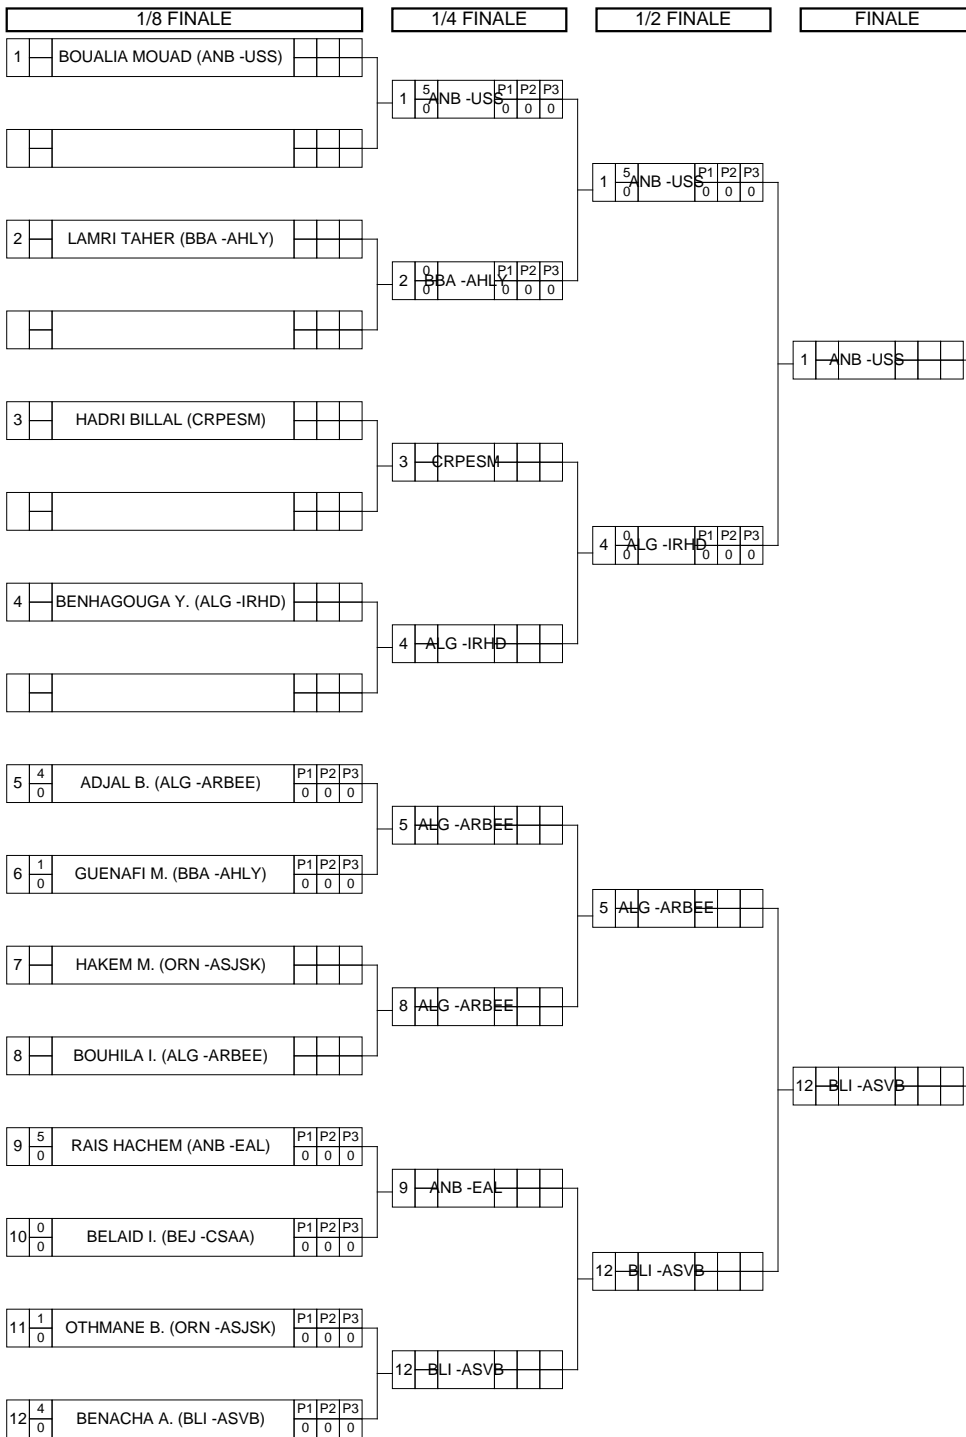 1/8 FINALE 1/4 FINALE 1/2 FINALE FINALE
1 BOUALIA MOUAD (ANB -USS)
1 5 0 ANB -USS P1 P2 P3 0 0 0
1 5 0 ANB -USS P1 P2 P3 0 0 0
2 LAMRI TAHER (BBA -AHLY)
2 0 0 BBA -AHLY P1 P2 P3 0 0 0
1 ANB -USS
3 HADRI BILLAL (CRPESM)
3 CRPESM
4 0 0 ALG -IRHD P1 P2 P3 0 0 0
4 BENHAGOUGA Y. (ALG -IRHD)
4 ALG -IRHD
5 4 0 ADJAL B. (ALG -ARBEE) P1 P2 P3 0 0 0
5 ALG -ARBEE
6 1 0 GUENAFI M. (BBA -AHLY) P1 P2 P3 0 0 0
5 ALG -ARBEE
7 HAKEM M. (ORN -ASJSK)
8 ALG -ARBEE
8 BOUHILA I. (ALG -ARBEE)
12 BLI -ASVB
9 5 0 RAIS HACHEM (ANB -EAL) P1 P2 P3 0 0 0
9 ANB -EAL
10 0 0 BELAID I. (BEJ -CSAA) P1 P2 P3 0 0 0
12 BLI -ASVB
11 1 0 OTHMANE B. (ORN -ASJSK) P1 P2 P3 0 0 0
12 BLI -ASVB
12 4 0 BENACHA A. (BLI -ASVB) P1 P2 P3 0 0 0